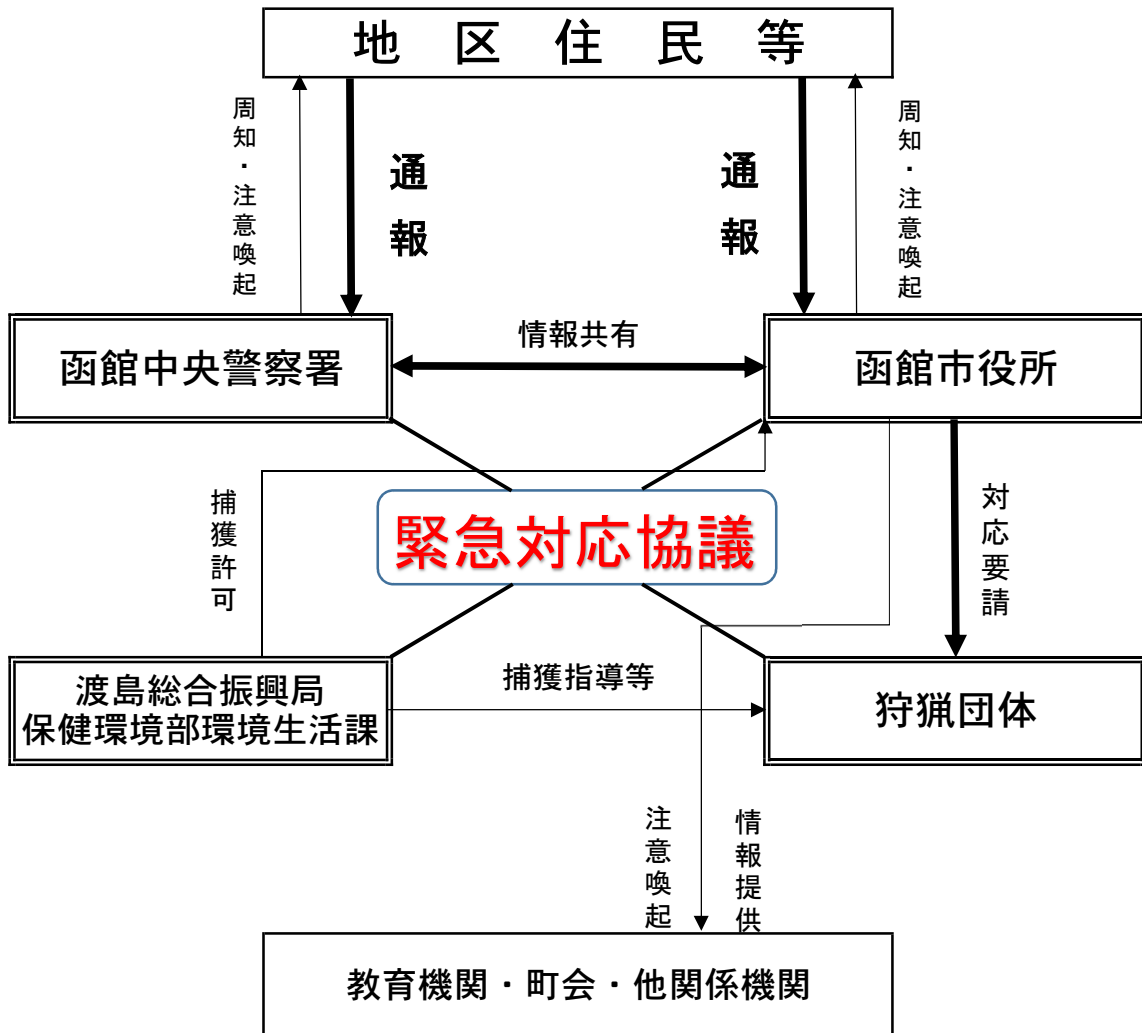 地区住民等
周知・注意喚起
通報
通報
周知・注意喚起
函館中央警察署
情報共有
函館市役所
捕獲許可
緊急対応協議
対応要請
渡島総合振興局
保健環境部環境生活課
捕獲指導等
狩猟団体
注意喚起
情報提供
教育機関・町会・他関係機関